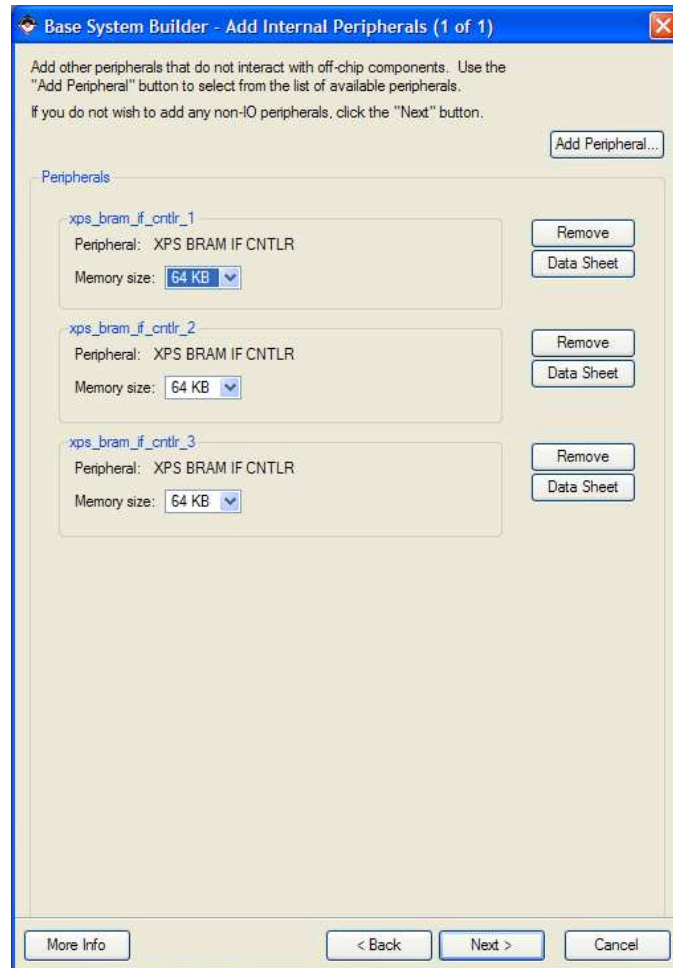 Base System Builder - Add Internal Peripherals (1 of 1)
Add other peripherals that do not interact with off-chip components. Use the
"Add Peripheral" button to select from the list of available peripherals.
If you do not wish to add any non-IO peripherals, click the "Next" button.
Add Peripheral...
Peripherals
xps_bram_if_cntlr_1
Peripheral: XPS BRAM IF CNTLR
Memory size: 64 KB
Remove
Data Sheet
xps_bram_if_cntlr_2
Peripheral: XPS BRAM IF CNTLR
Memory size: 64 KB
Remove
Data Sheet
xps_bram_if_cntlr_3
Peripheral: XPS BRAM IF CNTLR
Memory size: 64 KB
Remove
Data Sheet
More Info
< Back
Next >
Cancel